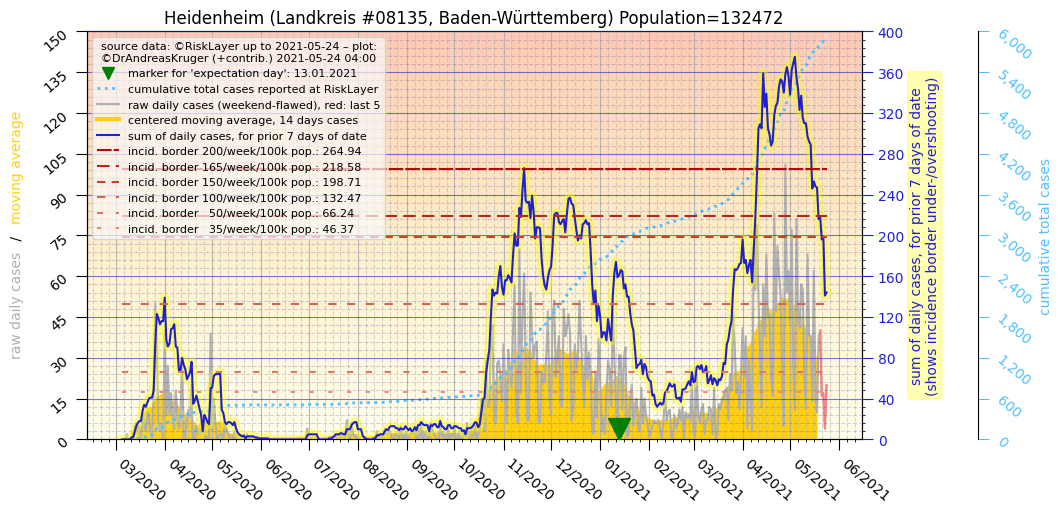 Heidenheim (Landkreis #08135, Baden-Württemberg) Population=132472
source data: ©RiskLayer up to 2021-05-24 – plot:
©DrAndreasKruger (+contrib.) 2021-05-24 04:00
marker for 'expectation day': 13.01.2021
cumulative total cases reported at RiskLayer
raw daily cases (weekend-flawed), red: last 5
centered moving average, 14 days cases
sum of daily cases, for prior 7 days of date
incid. border 200/week/100k pop.: 264.94
incid. border 165/week/100k pop.: 218.58
incid. border 150/week/100k pop.: 198.71
incid. border 100/week/100k pop.: 132.47
incid. border 50/week/100k pop.: 66.24
incid. border 35/week/100k pop.: 46.37
raw daily cases / moving average
150
135
120
105
90
75
60
45
30
15
0
03/2020
04/2020
05/2020
06/2020
07/2020
08/2020
09/2020
10/2020
11/2020
12/2020
01/2021
02/2021
03/2021
04/2021
05/2021
06/2021
400
360
320
280
240
200
160
120
80
40
0
sum of daily cases, for prior 7 days of date
(shows incidence border under-/overshooting)
6,000
5,400
4,800
4,200
3,600
3,000
2,400
1,800
1,200
600
0
cumulative total cases